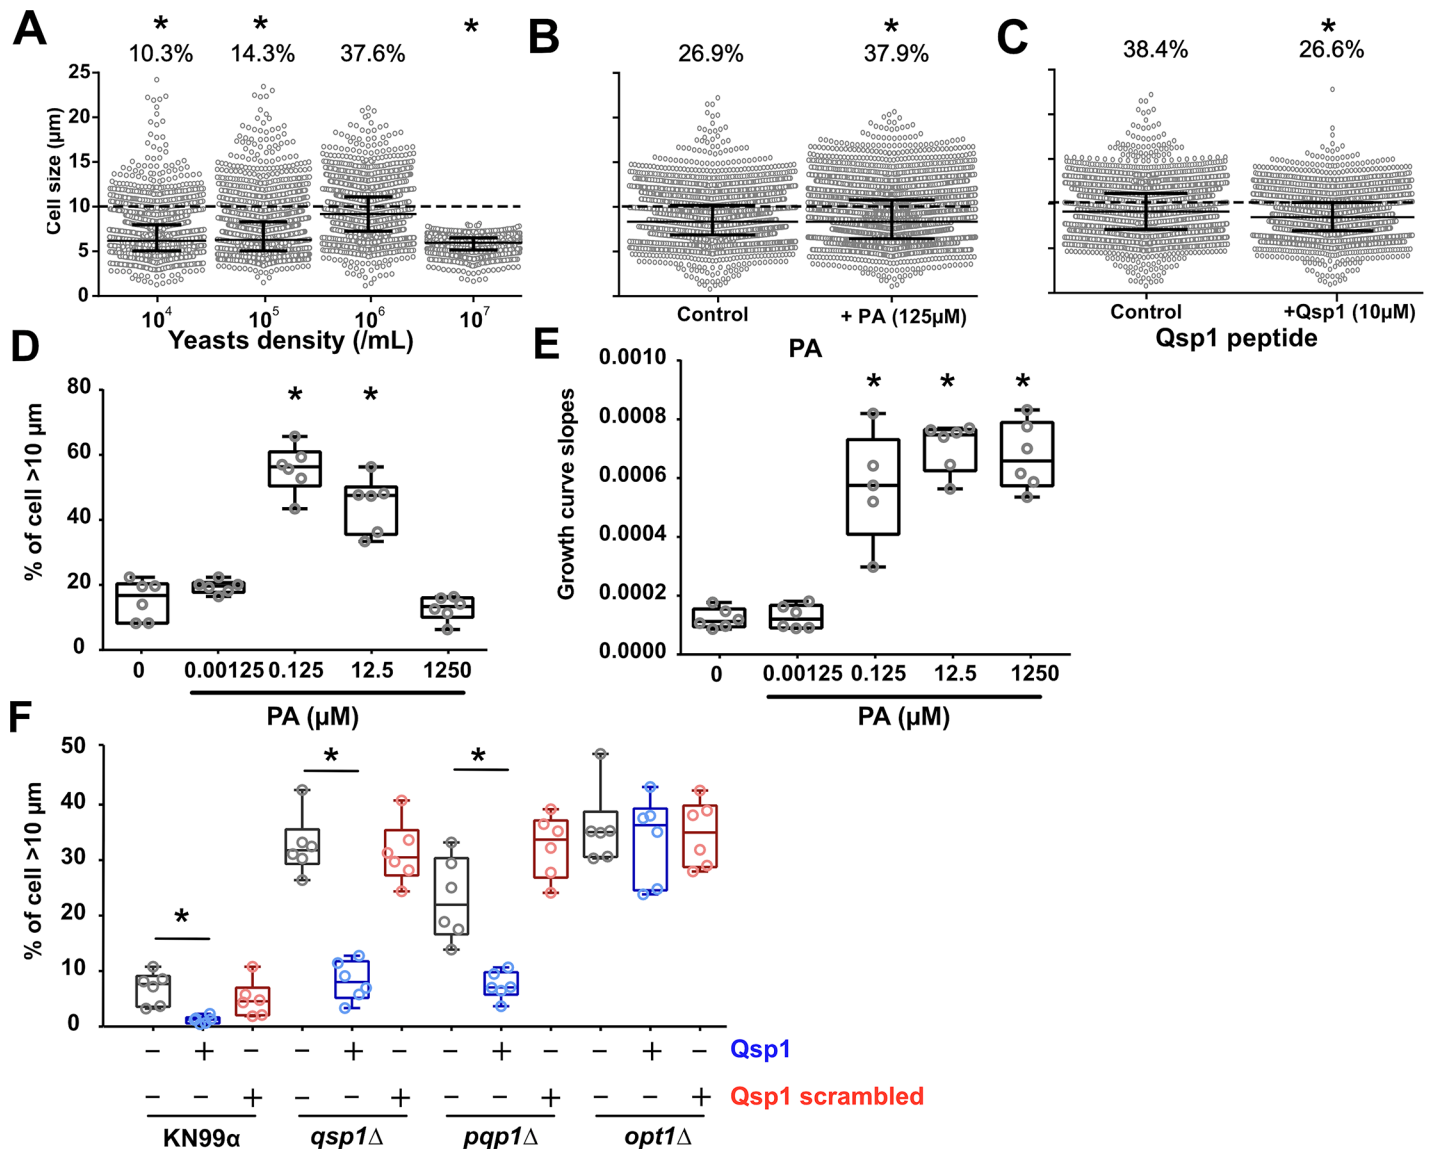 A
*
*
*
10.3%
14.3%
37.6%
Cell size (µm)
25
20
15
10
5
0
10⁴
10⁵
10⁶
10⁷
Yeasts density (/mL)
B
*
26.9%
37.9%
Control
+ PA (125µM)
PA
C
*
38.4%
26.6%
Control
+Qsp1 (10µM)
Qsp1 peptide
D
% of cell >10 µm
80
60
40
20
0
*
*
0
0.00125
0.125
12.5
1250
PA (µM)
E
Growth curve slopes
0.0010
0.0008
0.0006
0.0004
0.0002
0.0000
*
*
*
0
0.00125
0.125
12.5
1250
PA (µM)
F
% of cell >10 µm
50
40
30
20
10
0
*
*
*
− + − − + − − + − − + − Qsp1
− − + − − + − − + − − + Qsp1 scrambled
KN99α
qsp1Δ
pqp1Δ
opt1Δ